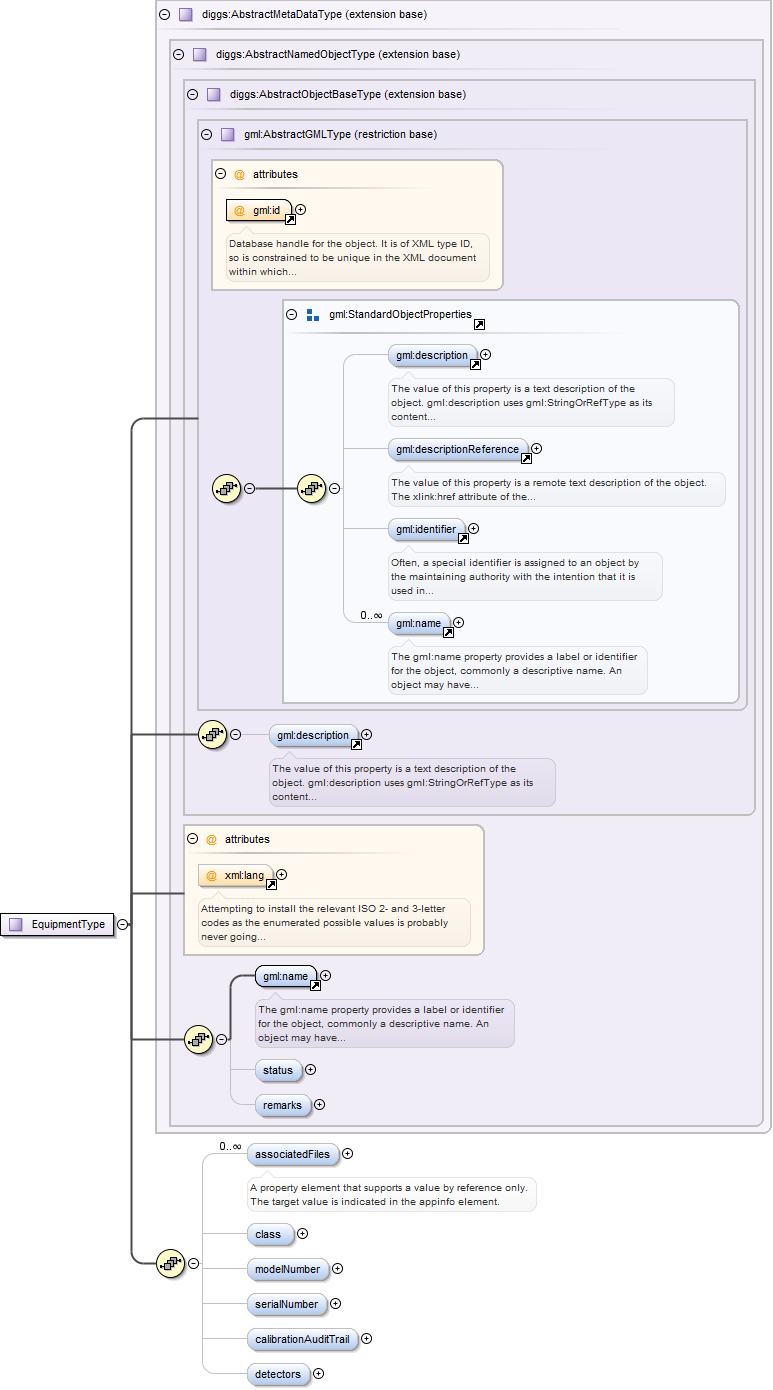 diggs:AbstractMetaDataType (extension base)
diggs:AbstractNamedObjectType (extension base)
diggs:AbstractObjectBaseType (extension base)
gml:AbstractGMLType (restriction base)
@ attributes
@ gml:id
Database handle for the object. It is of XML type ID,
so is constrained to be unique in the XML document
within which...
gml:StandardObjectProperties
gml:description
The value of this property is a text description of the
object. gml:description uses gml:StringOrRefType as its
content...
gml:descriptionReference
The value of this property is a remote text description of the object.
The xlink:href attribute of the...
gml:identifier
Often, a special identifier is assigned to an object by
the maintaining authority with the intention that it is
used in...
0..∞
gml:name
The gml:name property provides a label or identifier
for the object, commonly a descriptive name. An
object may have...
gml:description
The value of this property is a text description of the
object. gml:description uses gml:StringOrRefType as its
content...
@ attributes
@ xml:lang
Attempting to install the relevant ISO 2- and 3-letter
codes as the enumerated possible values is probably
never going...
EquipmentType
gml:name
The gml:name property provides a label or identifier
for the object, commonly a descriptive name. An
object may have...
status
remarks
0..∞
associatedFiles
A property element that supports a value by reference only.
The target value is indicated in the appinfo element.
class
modelNumber
serialNumber
calibrationAuditTrail
detectors